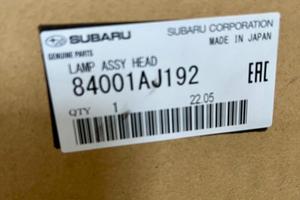 SUBARU SUBARU CORPORATION
GENUINE PARTS MADE IN JAPAN
LAMP ASSY HEAD
84001AJ192 EAC
QTY 1 22.05